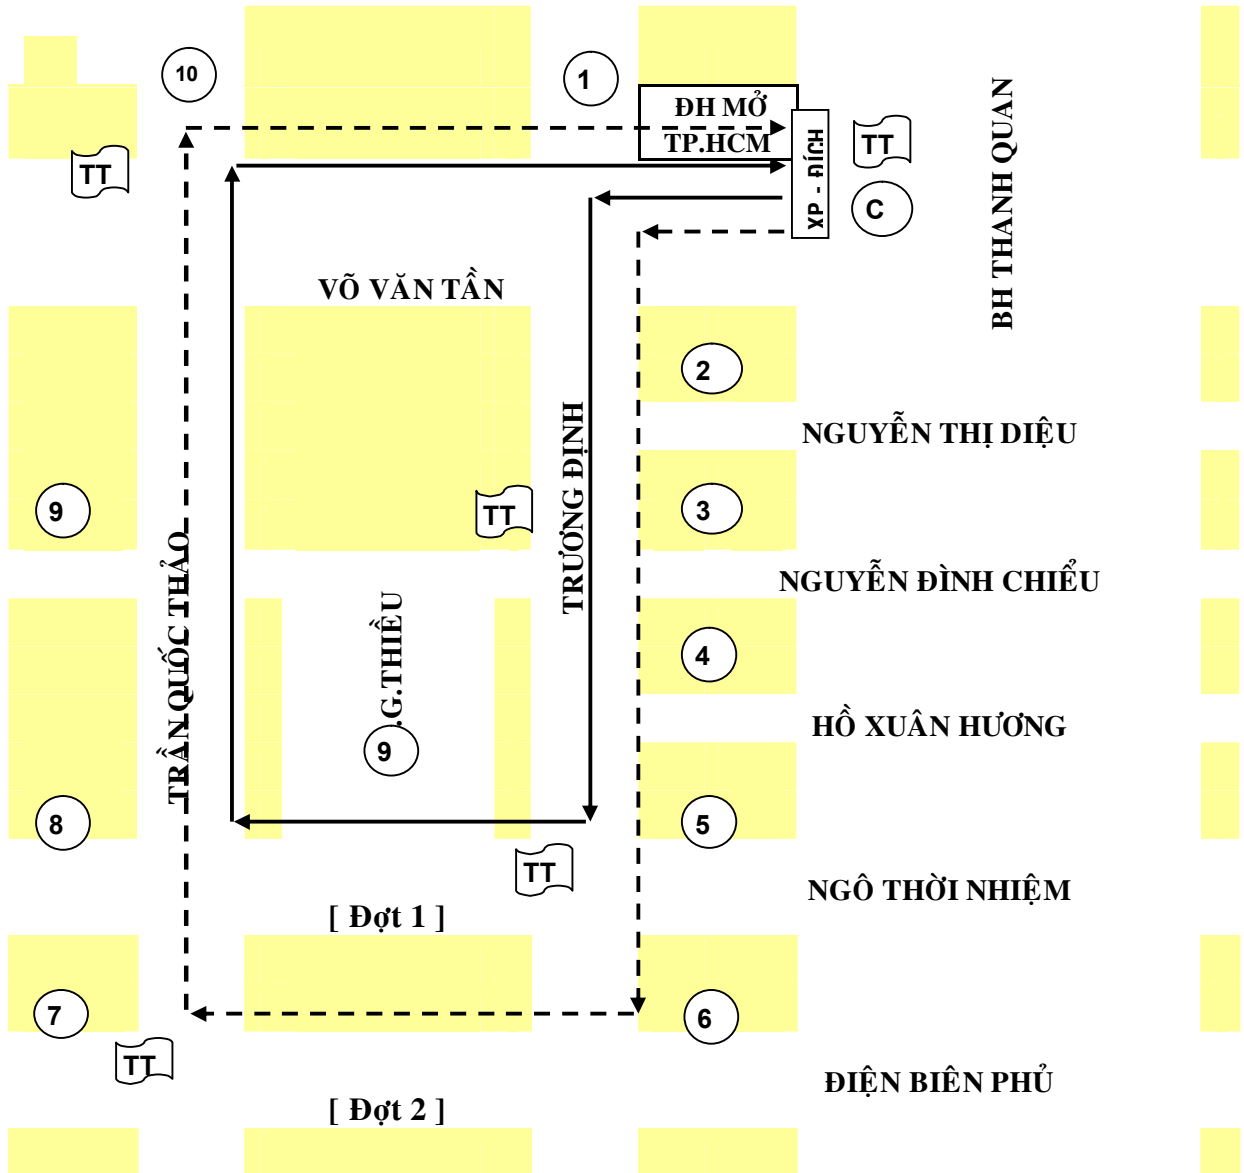 10
1
ĐH MỞ
TP.HCM
TT
TT
XP - ĐÍCH
C
BH THANH QUAN
VÕ VĂN TẦN
2
NGUYỄN THỊ DIỆU
TRƯƠNG ĐỊNH
9
TT
3
TRẦN QUỐC THẢO
NGUYỄN ĐÌNH CHIỂU
.G.THIỀU
4
HỒ XUÂN HƯƠNG
9
8
5
TT
NGÔ THỜI NHIỆM
[ Đợt 1 ]
7
6
TT
ĐIỆN BIÊN PHỦ
[ Đợt 2 ]